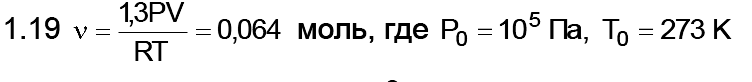 1.19 ν = 1,3PV / RT = 0,064 моль, где P₀ = 10⁵ Па, T₀ = 273 K